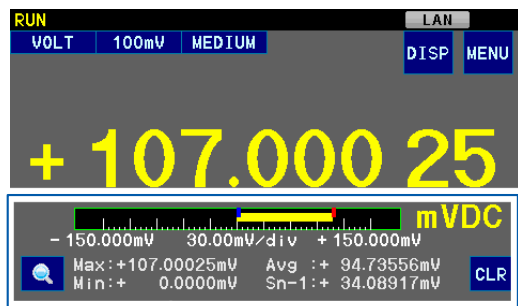 RUN LAN
VOLT 100mV MEDIUM DISP MENU
+ 107.000 25
mVDC
- 150.000mV 30.00mV/div + 150.000mV
Max:+107.00025mV Avg :+ 94.73556mV
Min:+ 0.0000mV Sn-1:+ 34.08917mV
CLR